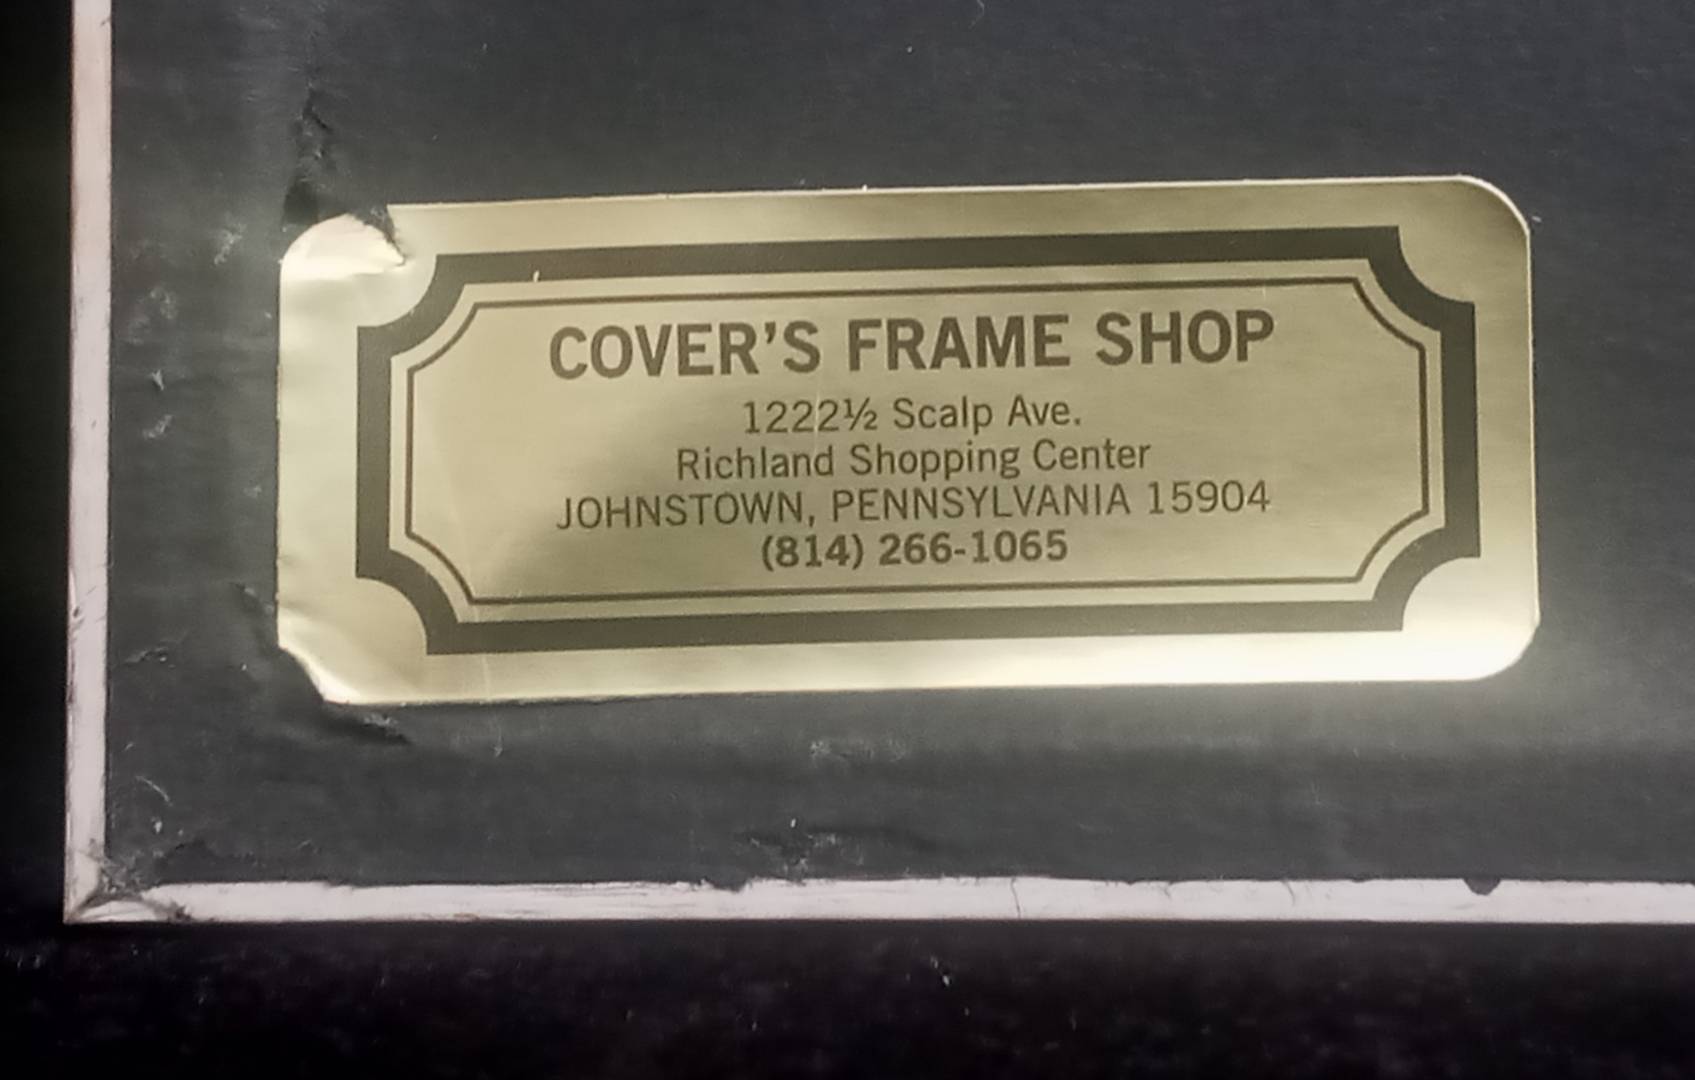 COVER'S FRAME SHOP
1222½ Scalp Ave.
Richland Shopping Center
JOHNSTOWN, PENNSYLVANIA 15904
(814) 266-1065